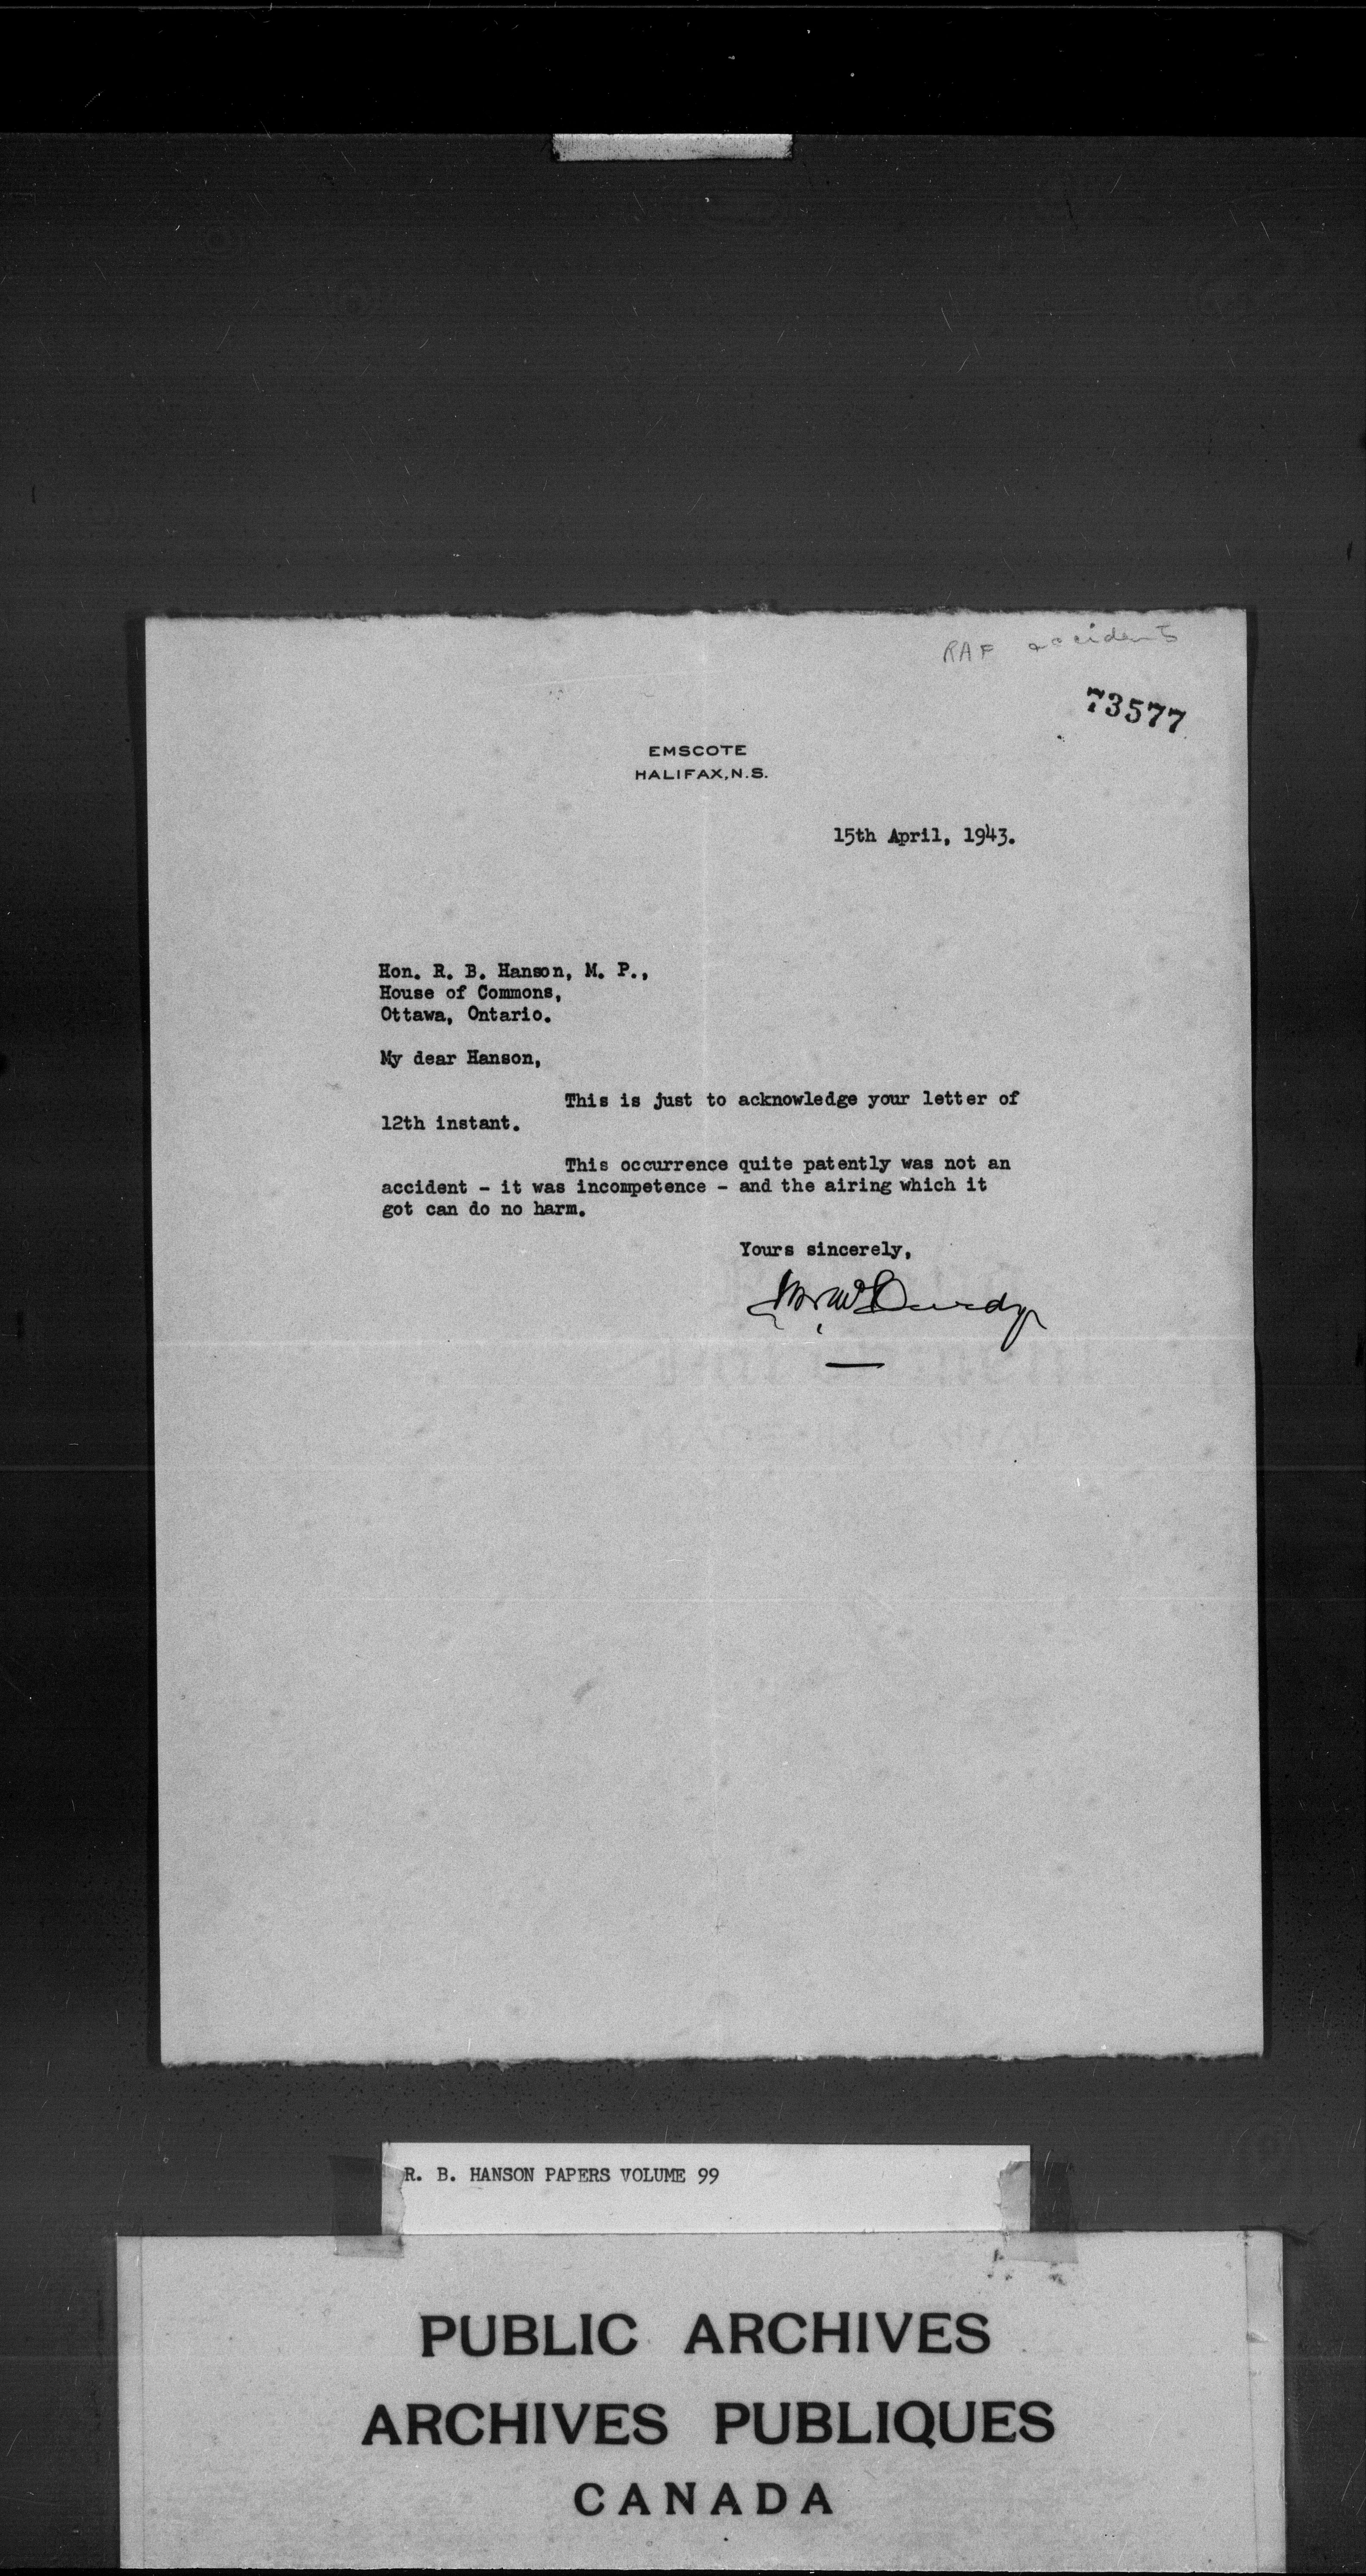 RAF accidents
73577
EMSCOTE
HALIFAX, N.S.
15th April, 1943.
Hon. R. B. Hanson, M. P.,
House of Commons,
Ottawa, Ontario.
My dear Hanson,
This is just to acknowledge your letter of
12th instant.
This occurrence quite patently was not an
accident - it was incompetence - and the airing which it
got can do no harm.
Yours sincerely,
R. B. HANSON PAPERS VOLUME 99
PUBLIC ARCHIVES
ARCHIVES PUBLIQUES
CANADA